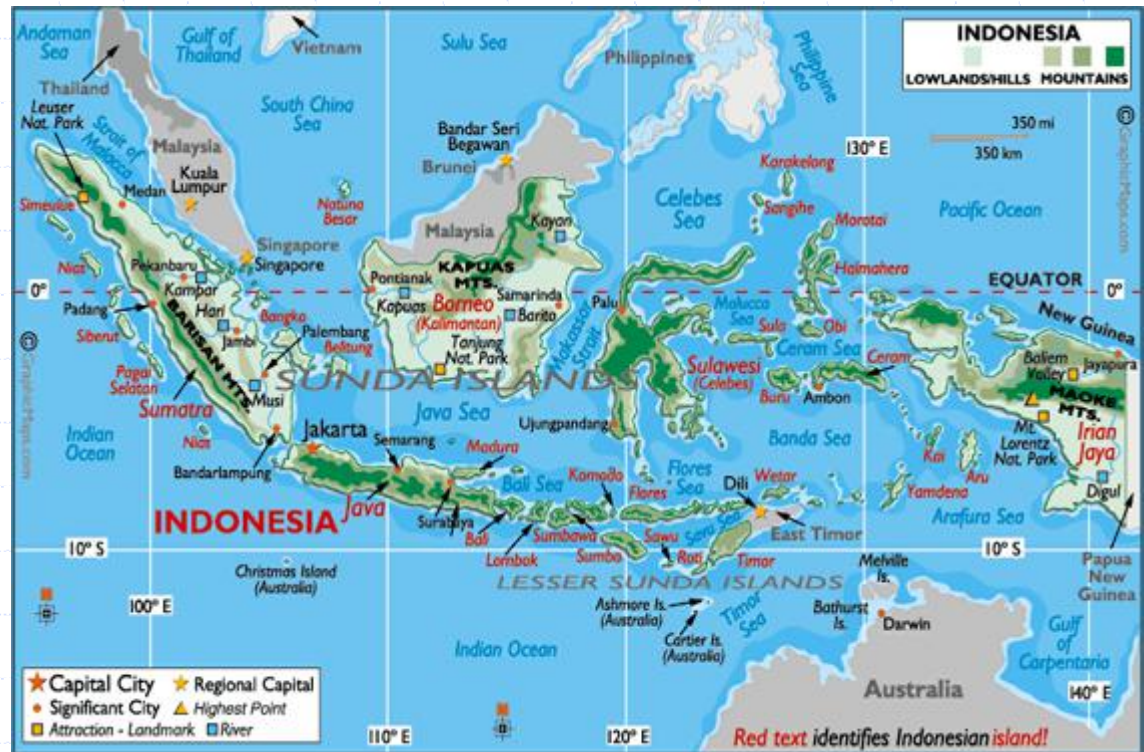 Andaman
Sea
Gulf of
Thailand
Vietnam
Sulu Sea
Philippines
Philippine
Sea
INDONESIA
LOWLANDS/HILLS MOUNTAINS
350 mi
350 km
©GraphicMaps.com
Thailand
Leuser
Nat. Park
Strait of
Malacca
South China
Sea
Malaysia
Kuala
Lumpur
Medan
Simeulue
Bandar Seri
Begawan
Brunei
Natuna
Besar
Malaysia
Kayan
Celebes
Sea
Karakelong
Sangihe
130° E
Morotai
Pacific Ocean
Halmahera
Singapore
Singapore
Nias
Pekanbaru
Kampar
Pontianak
KAPUAS
MTS.
Kapuas
Borneo
(Kalimantan)
Samarinda
Barito
Palu
EQUATOR
0°
0°
Padang
Hari
Jambi
Bangka
Palembang
Belitung
Siberut
BARISAN MTS.
Tanjung
Nat. Park
Makassar
Strait
Molucca
Sea
Sula
Obi
Ceram Sea
Ceram
New Guinea
Baliem
Valley
Jayapura
MAOKE
MTS.
©GraphicMaps.com
Pagai
Selatan
Sumatra
Musi
SUNDA ISLANDS
Sulawesi
(Celebes)
Buru
Ambon
Mt.
Lorentz
Nat. Park
Irian
Jaya
Indian
Ocean
Nias
Java Sea
Jakarta
Semarang
Madura
Ujungpandang
Banda Sea
Kai
Aru
Bandarlampung
Bali Sea
Komodo
Flores
Flores
Sea
Dili
Wetar
Yamdena
Digul
INDONESIA
Java
Surabaya
Bali
Lombok
Sumbawa
Sumba
Sawu
Savu Sea
Roti
Timor
East Timor
Arafura Sea
10° S
10° S
Christmas Island
(Australia)
LESSER SUNDA ISLANDS
Melville
Is.
Papua
New
Guinea
100° E
Ashmore Is.
(Australia)
Cartier Is.
(Australia)
Timor
Sea
Bathurst
Is.
Darwin
Gulf
of
Carpentaria
N
Indian Ocean
Australia
140° E
Capital City
Regional Capital
Significant City
Highest Point
Attraction - Landmark
River
110° E
N
120° E
Red text identifies Indonesian island!